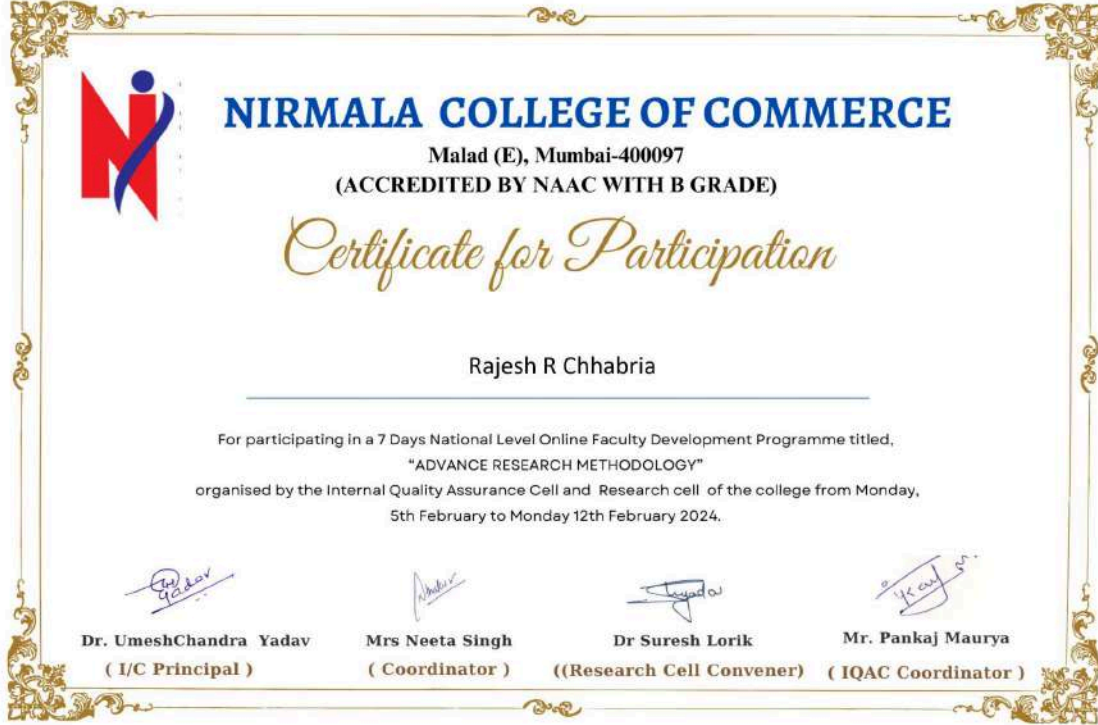 NIRMALA COLLEGE OF COMMERCE
Malad (E), Mumbai-400097
(ACCREDITED BY NAAC WITH B GRADE)
Certificate for Participation
Rajesh R Chhabria
For participating in a 7 Days National Level Online Faculty Development Programme titled,
“ADVANCE RESEARCH METHODOLOGY”
organised by the Internal Quality Assurance Cell and Research cell of the college from Monday,
5th February to Monday 12th February 2024.
Dr. UmeshChandra Yadav Mrs Neeta Singh Dr Suresh Lorik Mr. Pankaj Maurya
( I/C Principal ) ( Coordinator ) ((Research Cell Convener) ( IQAC Coordinator )